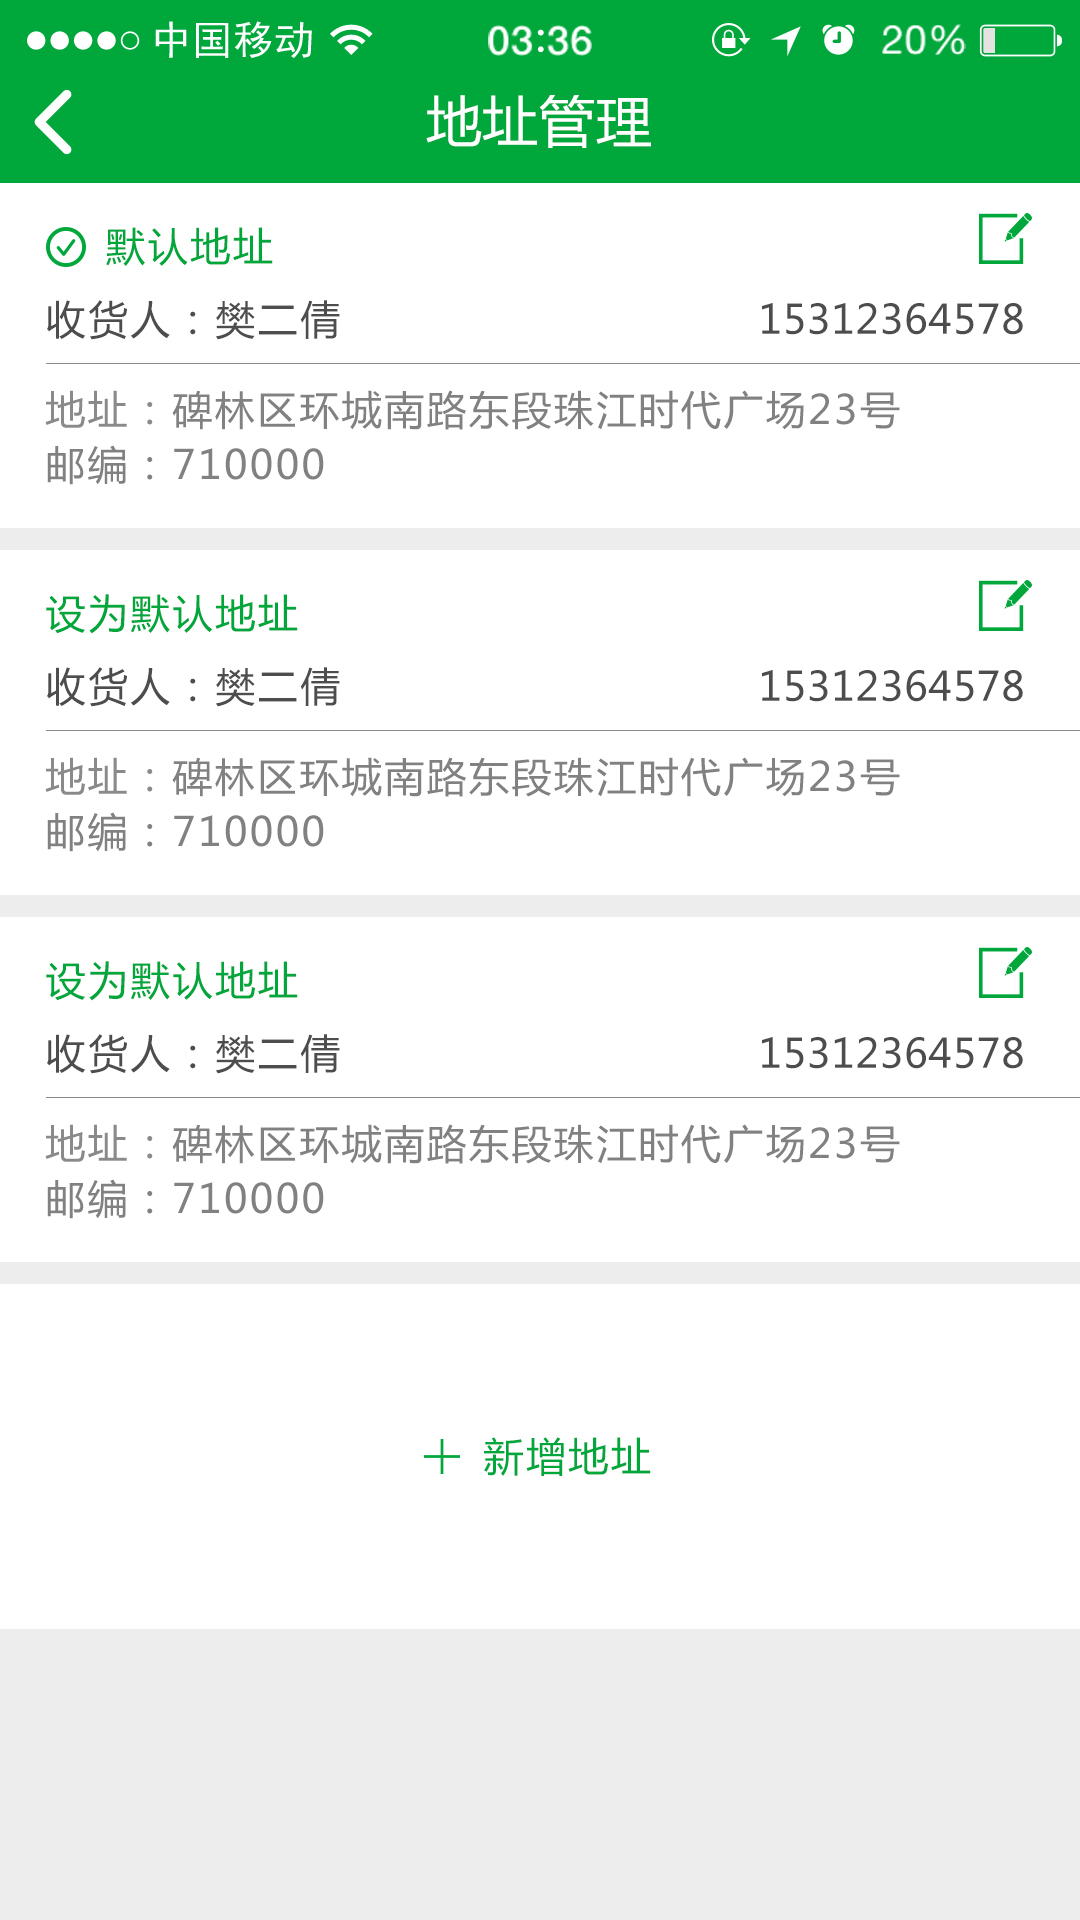 中国移动 03:36 20%
地址管理
默认地址
收货人：樊二倩 15312364578
地址：碑林区环城南路东段珠江时代广场23号
邮编：710000
设为默认地址
收货人：樊二倩 15312364578
地址：碑林区环城南路东段珠江时代广场23号
邮编：710000
设为默认地址
收货人：樊二倩 15312364578
地址：碑林区环城南路东段珠江时代广场23号
邮编：710000
新增地址